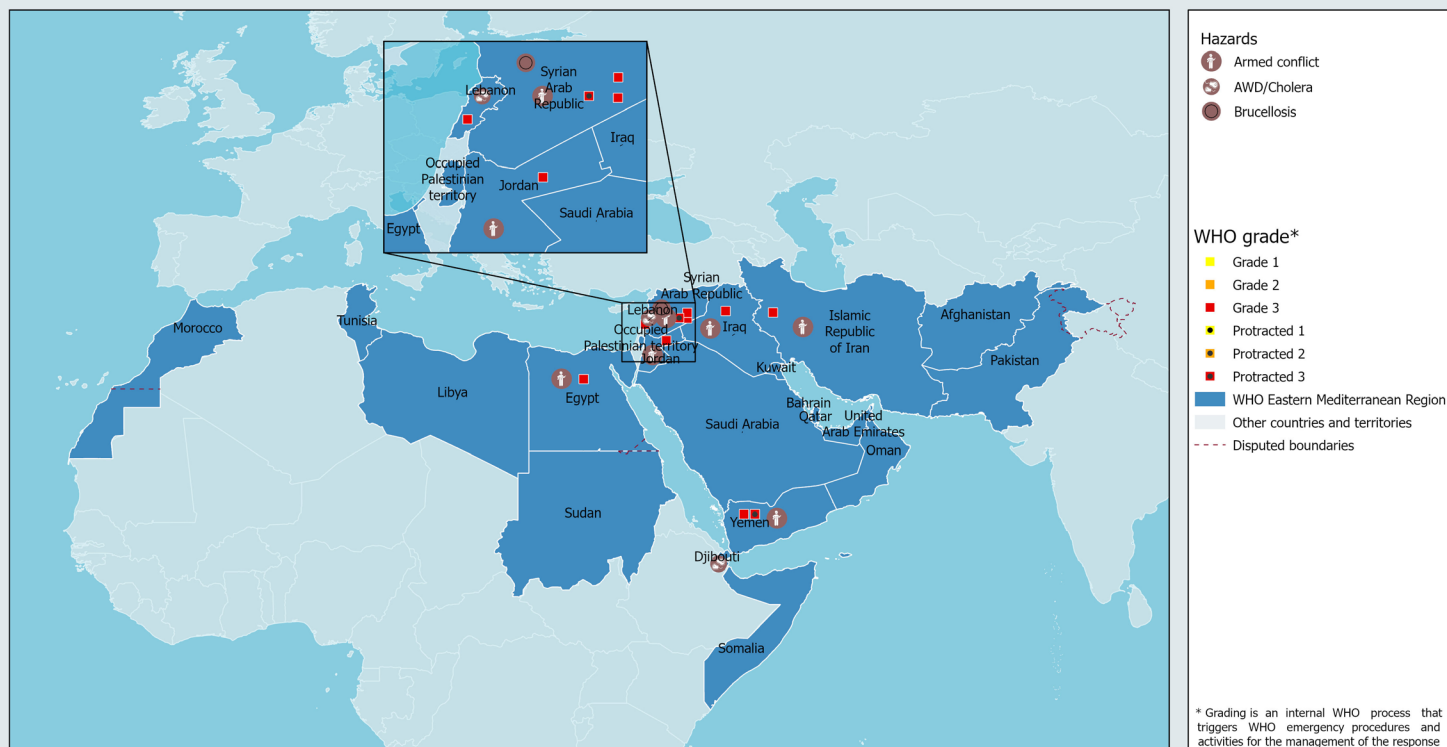 Syrian
Arab
Republic
Lebanon
Iraq
Occupied
Palestinian
territory
Jordan
Saudi Arabia
Egypt
Syrian
Arab Republic
Lebanon
Occupied
Palestinian territory
Jordan
Iraq
Islamic
Republic
of Iran
Afghanistan
Pakistan
Morocco
Tunisia
Libya
Egypt
Kuwait
Bahrain
Qatar
United
Arab Emirates
Saudi Arabia
Oman
Sudan
Yemen
Djibouti
Somalia
Hazards
Armed conflict
AWD/Cholera
Brucellosis
WHO grade*
Grade 1
Grade 2
Grade 3
Protracted 1
Protracted 2
Protracted 3
WHO Eastern Mediterranean Region
Other countries and territories
Disputed boundaries
* Grading is an internal WHO process that
triggers WHO emergency procedures and
activities for the management of the response